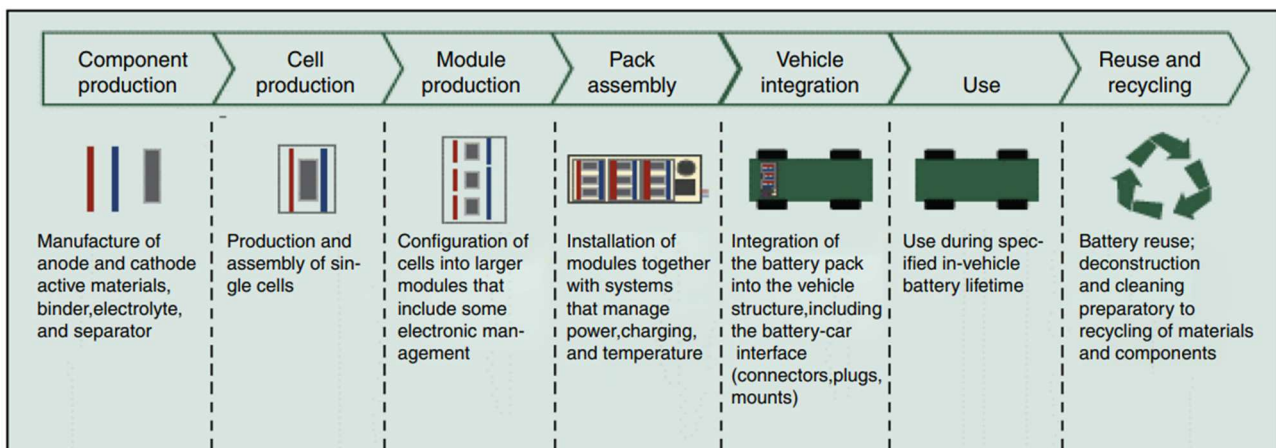 Component
production
Cell
production
Module
production
Pack
assembly
Vehicle
integration
Use
Reuse and
recycling
Manufacture of
anode and cathode
active materials,
binder,electrolyte,
and separator
Production and
assembly of sin-
gle cells
Configuration of
cells into larger
modules that
include some
electronic man-
agement
Installation of
modules together
with systems
that manage
power,charging,
and temperature
Integration of
the battery pack
into the vehicle
structure,including
the battery-car
interface
(connectors,plugs,
mounts)
Use during spec-
ified in-vehicle
battery lifetime
Battery reuse;
deconstruction
and cleaning
preparatory to
recycling of materials
and components